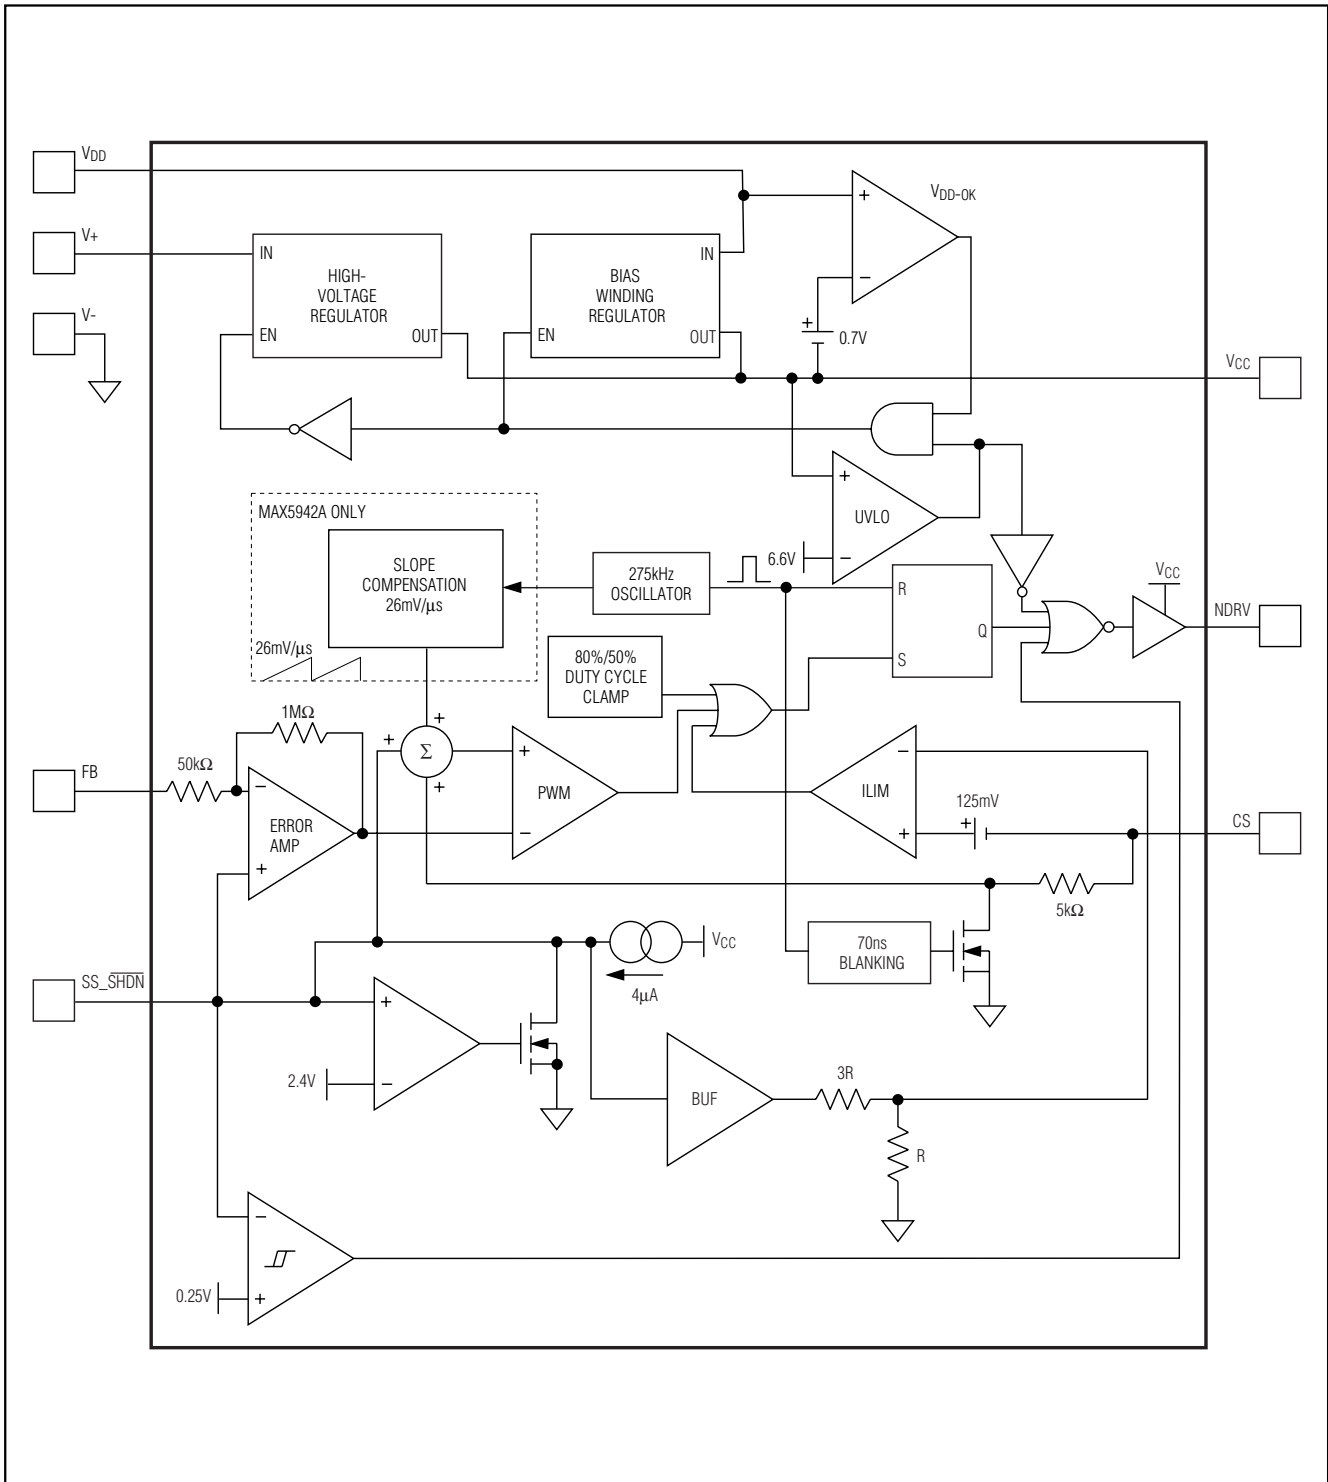 VDD
VDD-OK
V+
IN
HIGH-
VOLTAGE
REGULATOR
EN
OUT
BIAS
WINDING
REGULATOR
IN
EN
OUT
+
−
+
0.7V
V-
VCC
MAX5942A ONLY
SLOPE
COMPENSATION
26mV/µs
26mV/µs
275kHz
OSCILLATOR
+
UVLO
6.6V
−
R
Q
S
VCC
NDRV
80%/50%
DUTY CYCLE
CLAMP
1MΩ
50kΩ
FB
−
ERROR
AMP
+
+
+
Σ
+
+
PWM
−
−
ILIM
+
125mV
+
CS
5kΩ
70ns
BLANKING
VCC
4µA
SS_SHDN
+
2.4V
−
BUF
3R
R
−
0.25V
+